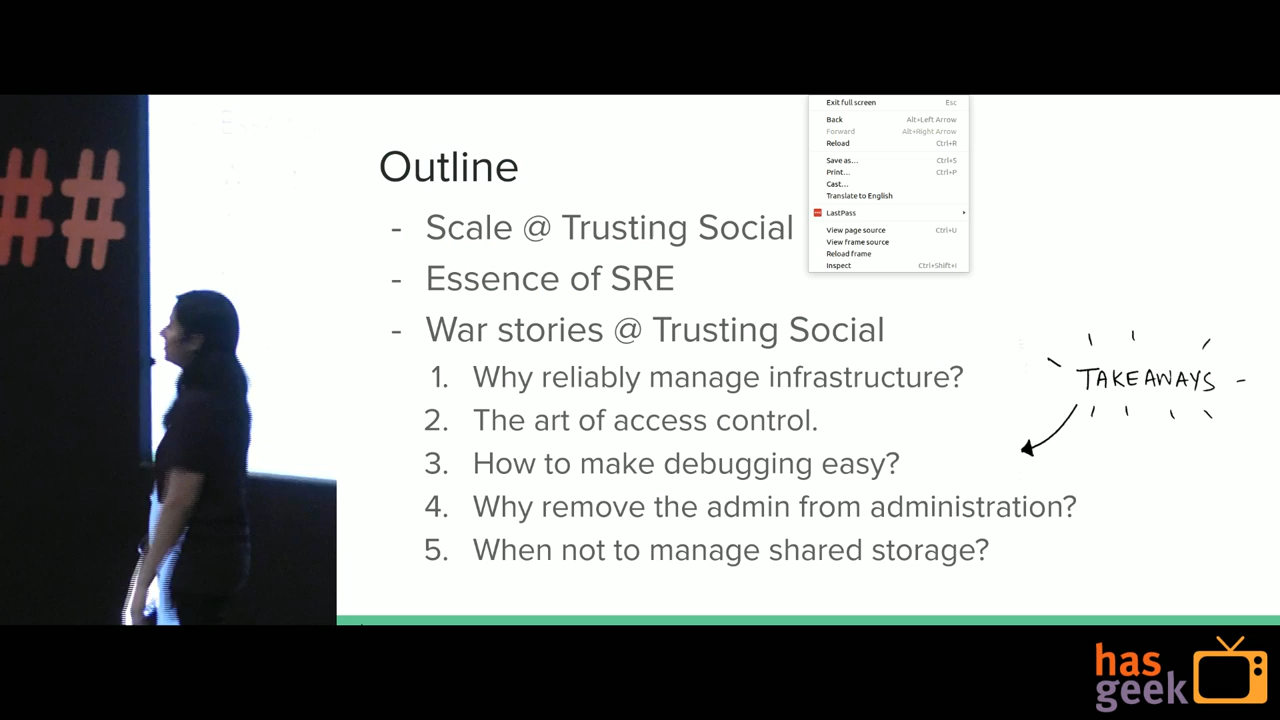 ##
Outline
- Scale @ Trusting Social
- Essence of SRE
- War stories @ Trusting Social
1. Why reliably manage infrastructure?
2. The art of access control.
3. How to make debugging easy?
4. Why remove the admin from administration?
5. When not to manage shared storage?
TAKEAWAYS
Exit full screen Esc
Back Alt+Left Arrow
Forward Alt+Right Arrow
Reload Ctrl+R
Save as... Ctrl+S
Print... Ctrl+P
Cast...
Translate to English
LastPass
View page source Ctrl+U
View frame source
Reload frame
Inspect Ctrl+Shift+I
has
geek